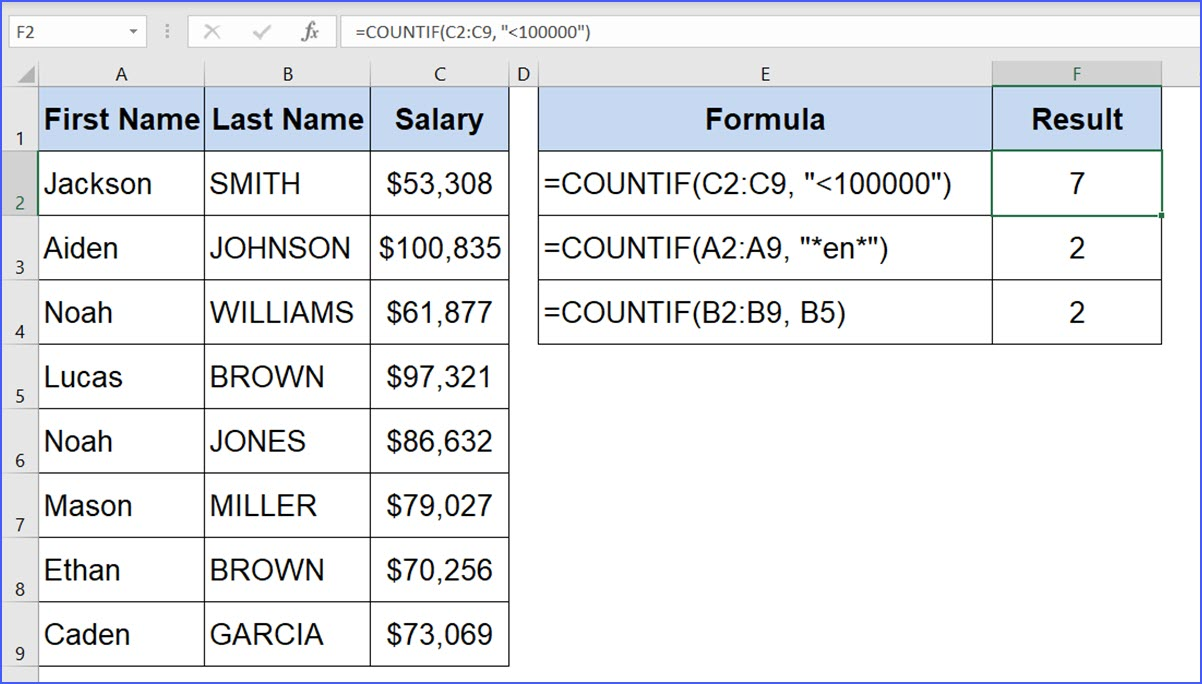 F2 fx =COUNTIF(C2:C9, "<100000")
A B C D E F
1 First Name Last Name Salary Formula Result
2 Jackson SMITH $53,308 =COUNTIF(C2:C9, "<100000") 7
3 Aiden JOHNSON $100,835 =COUNTIF(A2:A9, "*en*") 2
4 Noah WILLIAMS $61,877 =COUNTIF(B2:B9, B5) 2
5 Lucas BROWN $97,321
6 Noah JONES $86,632
7 Mason MILLER $79,027
8 Ethan BROWN $70,256
9 Caden GARCIA $73,069